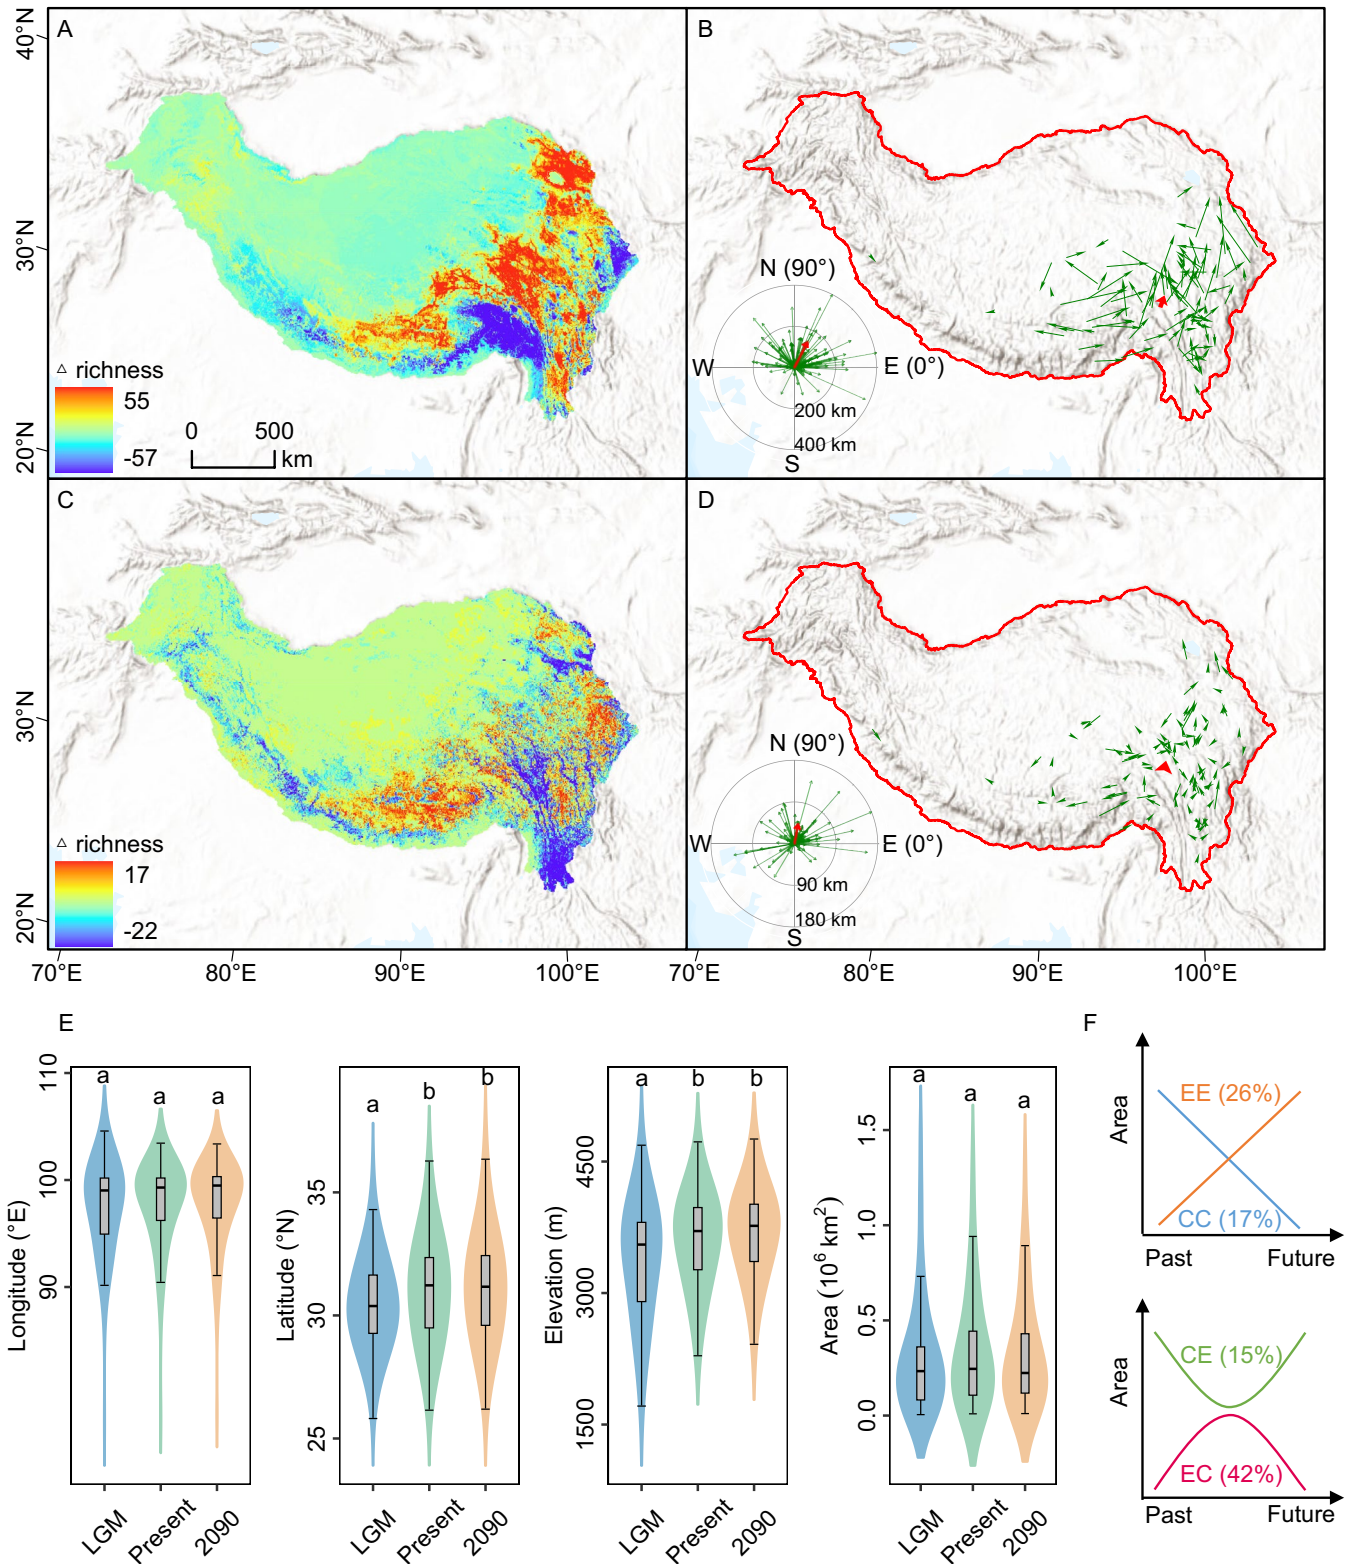 A
B
40°N
30°N
20°N
△ richness
55
-57
0 500
km
N (90°)
W
E (0°)
200 km
400 km
S
C
D
30°N
20°N
△ richness
17
-22
N (90°)
W
E (0°)
90 km
180 km
S
70°E 80°E 90°E 100°E 70°E 80°E 90°E 100°E
E
Longitude (°E)
110
100
90
a a a
LGM Present 2090
Latitude (°N)
35
30
25
a b b
LGM Present 2090
Elevation (m)
4500
3000
1500
a b b
LGM Present 2090
Area (10⁶ km²)
1.5
1.0
0.5
0.0
a a a
LGM Present 2090
F
Area
EE (26%)
CC (17%)
Past Future
Area
CE (15%)
EC (42%)
Past Future